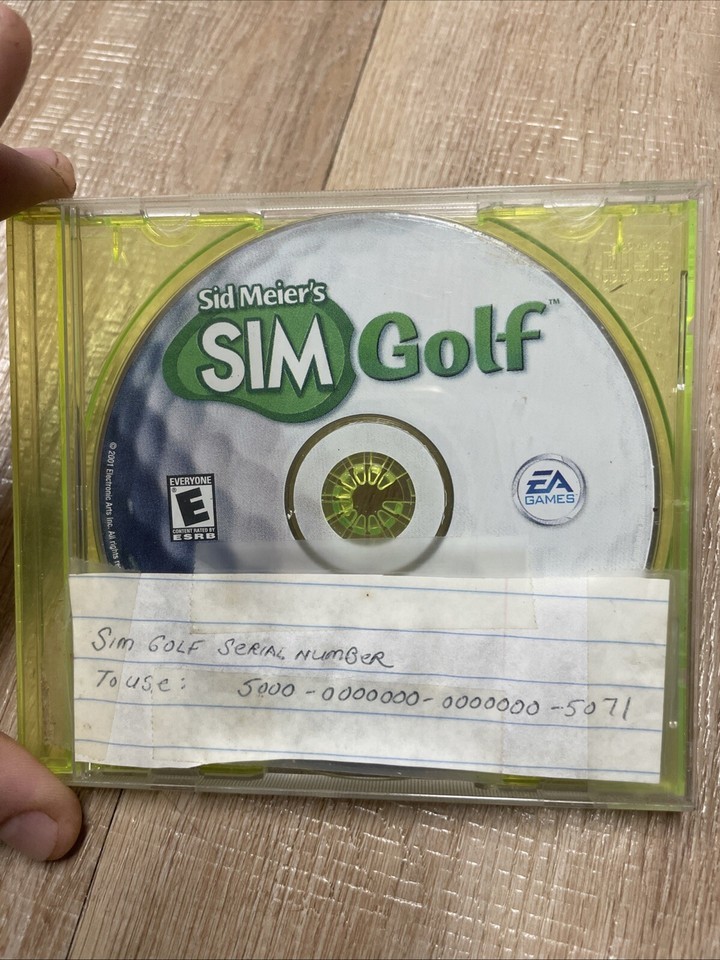 Sid Meier's
SIM Golf™
© 2001 Electronic Arts Inc. All rights
EVERYONE
E
CONTENT RATED BY
ESRB
EA
GAMES
SIM GOLF SERIAL NUMBER
To use: 5000-0000000-0000000-5071